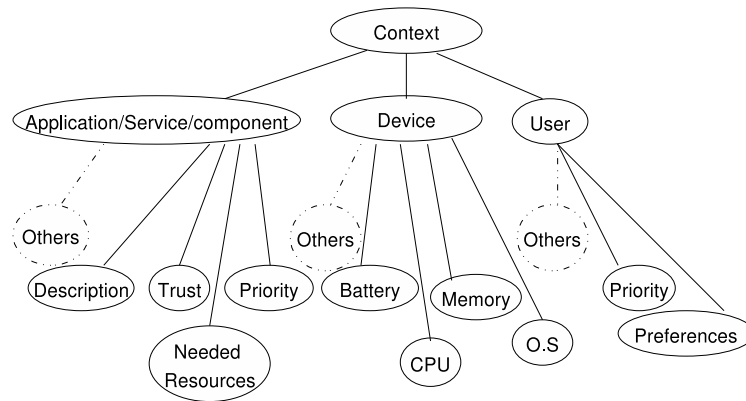 Context
Application/Service/component
Device
User
Others
Others
Others
Description
Trust
Priority
Battery
Memory
Priority
Preferences
Needed
Resources
CPU
O.S